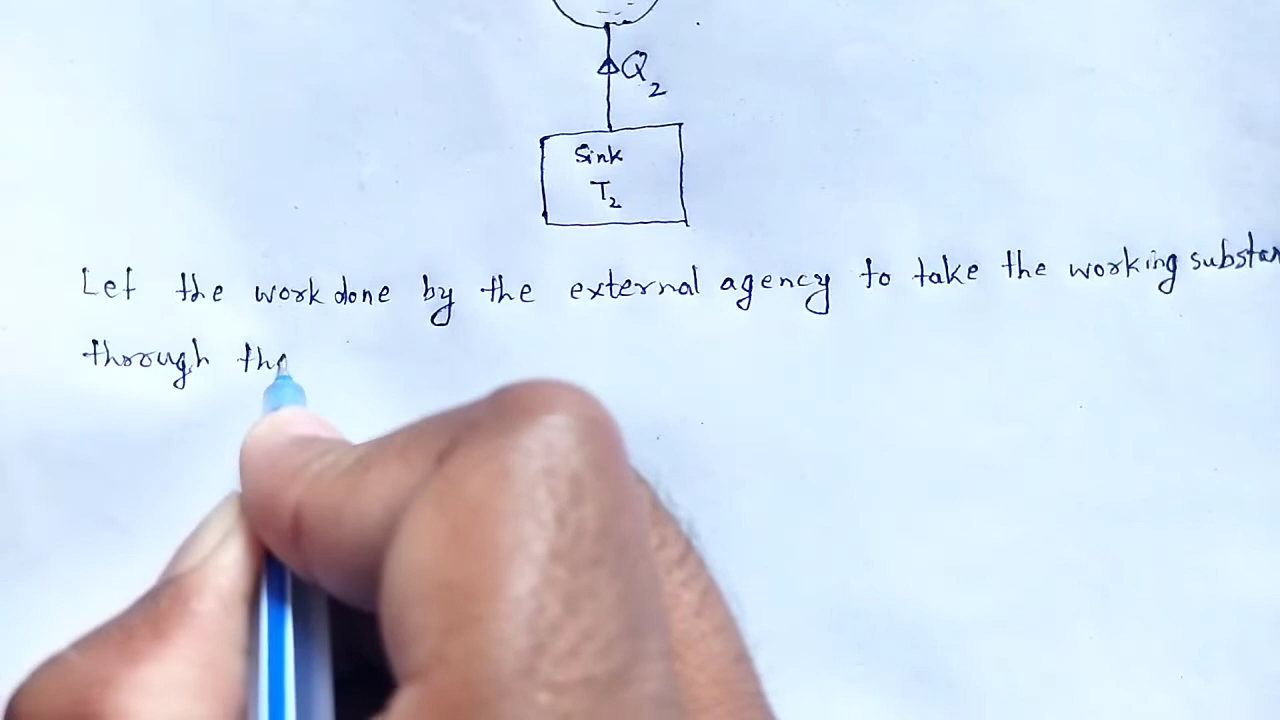 Q2
Sink
T2
Let the work done by the external agency to take the working substan
through the